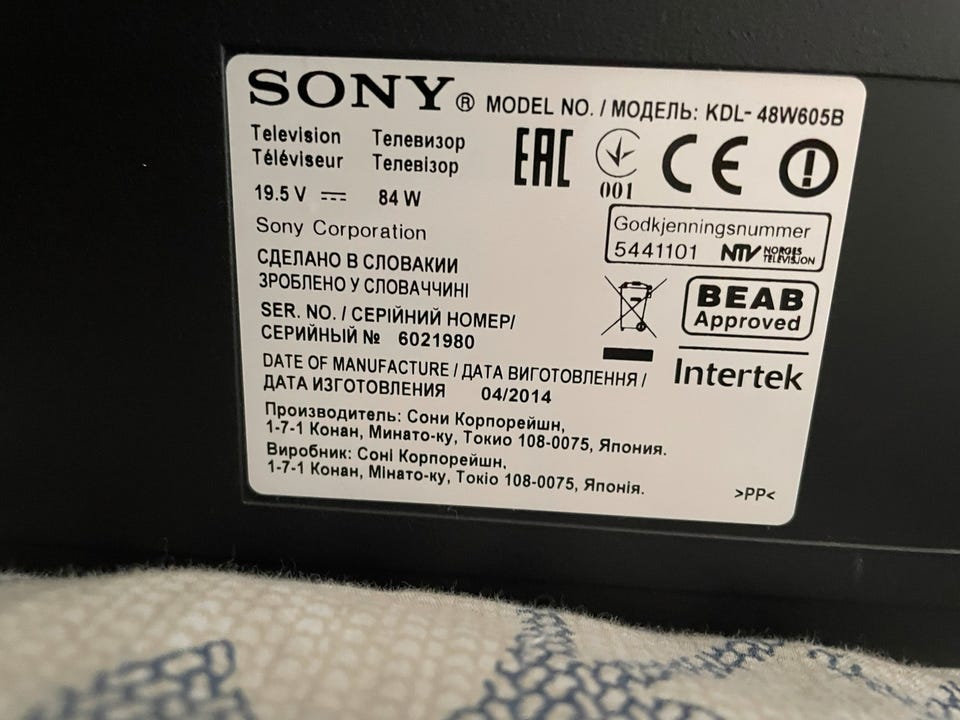 SONY® MODEL NO. / МОДЕЛЬ: KDL- 48W605B
Television Телевизор
Téléviseur Телевізор
19.5 V ⎓ 84 W
EAC
001
CE
Sony Corporation
Godkjenningsnummer
5441101 NTV NORGES TELEVISJON
СДЕЛАНО В СЛОВАКИИ
ЗРОБЛЕНО У СЛОВАЧЧИНІ
BEAB
Approved
Intertek
SER. NO. / СЕРІЙНИЙ НОМЕР/
СЕРИЙНЫЙ № 6021980
DATE OF MANUFACTURE / ДАТА ВИГОТОВЛЕННЯ /
ДАТА ИЗГОТОВЛЕНИЯ 04/2014
Производитель: Сони Корпорейшн,
1-7-1 Конан, Минато-ку, Токио 108-0075, Япония.
Виробник: Соні Корпорейшн,
1-7-1 Конан, Мінато-ку, Токіо 108-0075, Японія.
>PP<